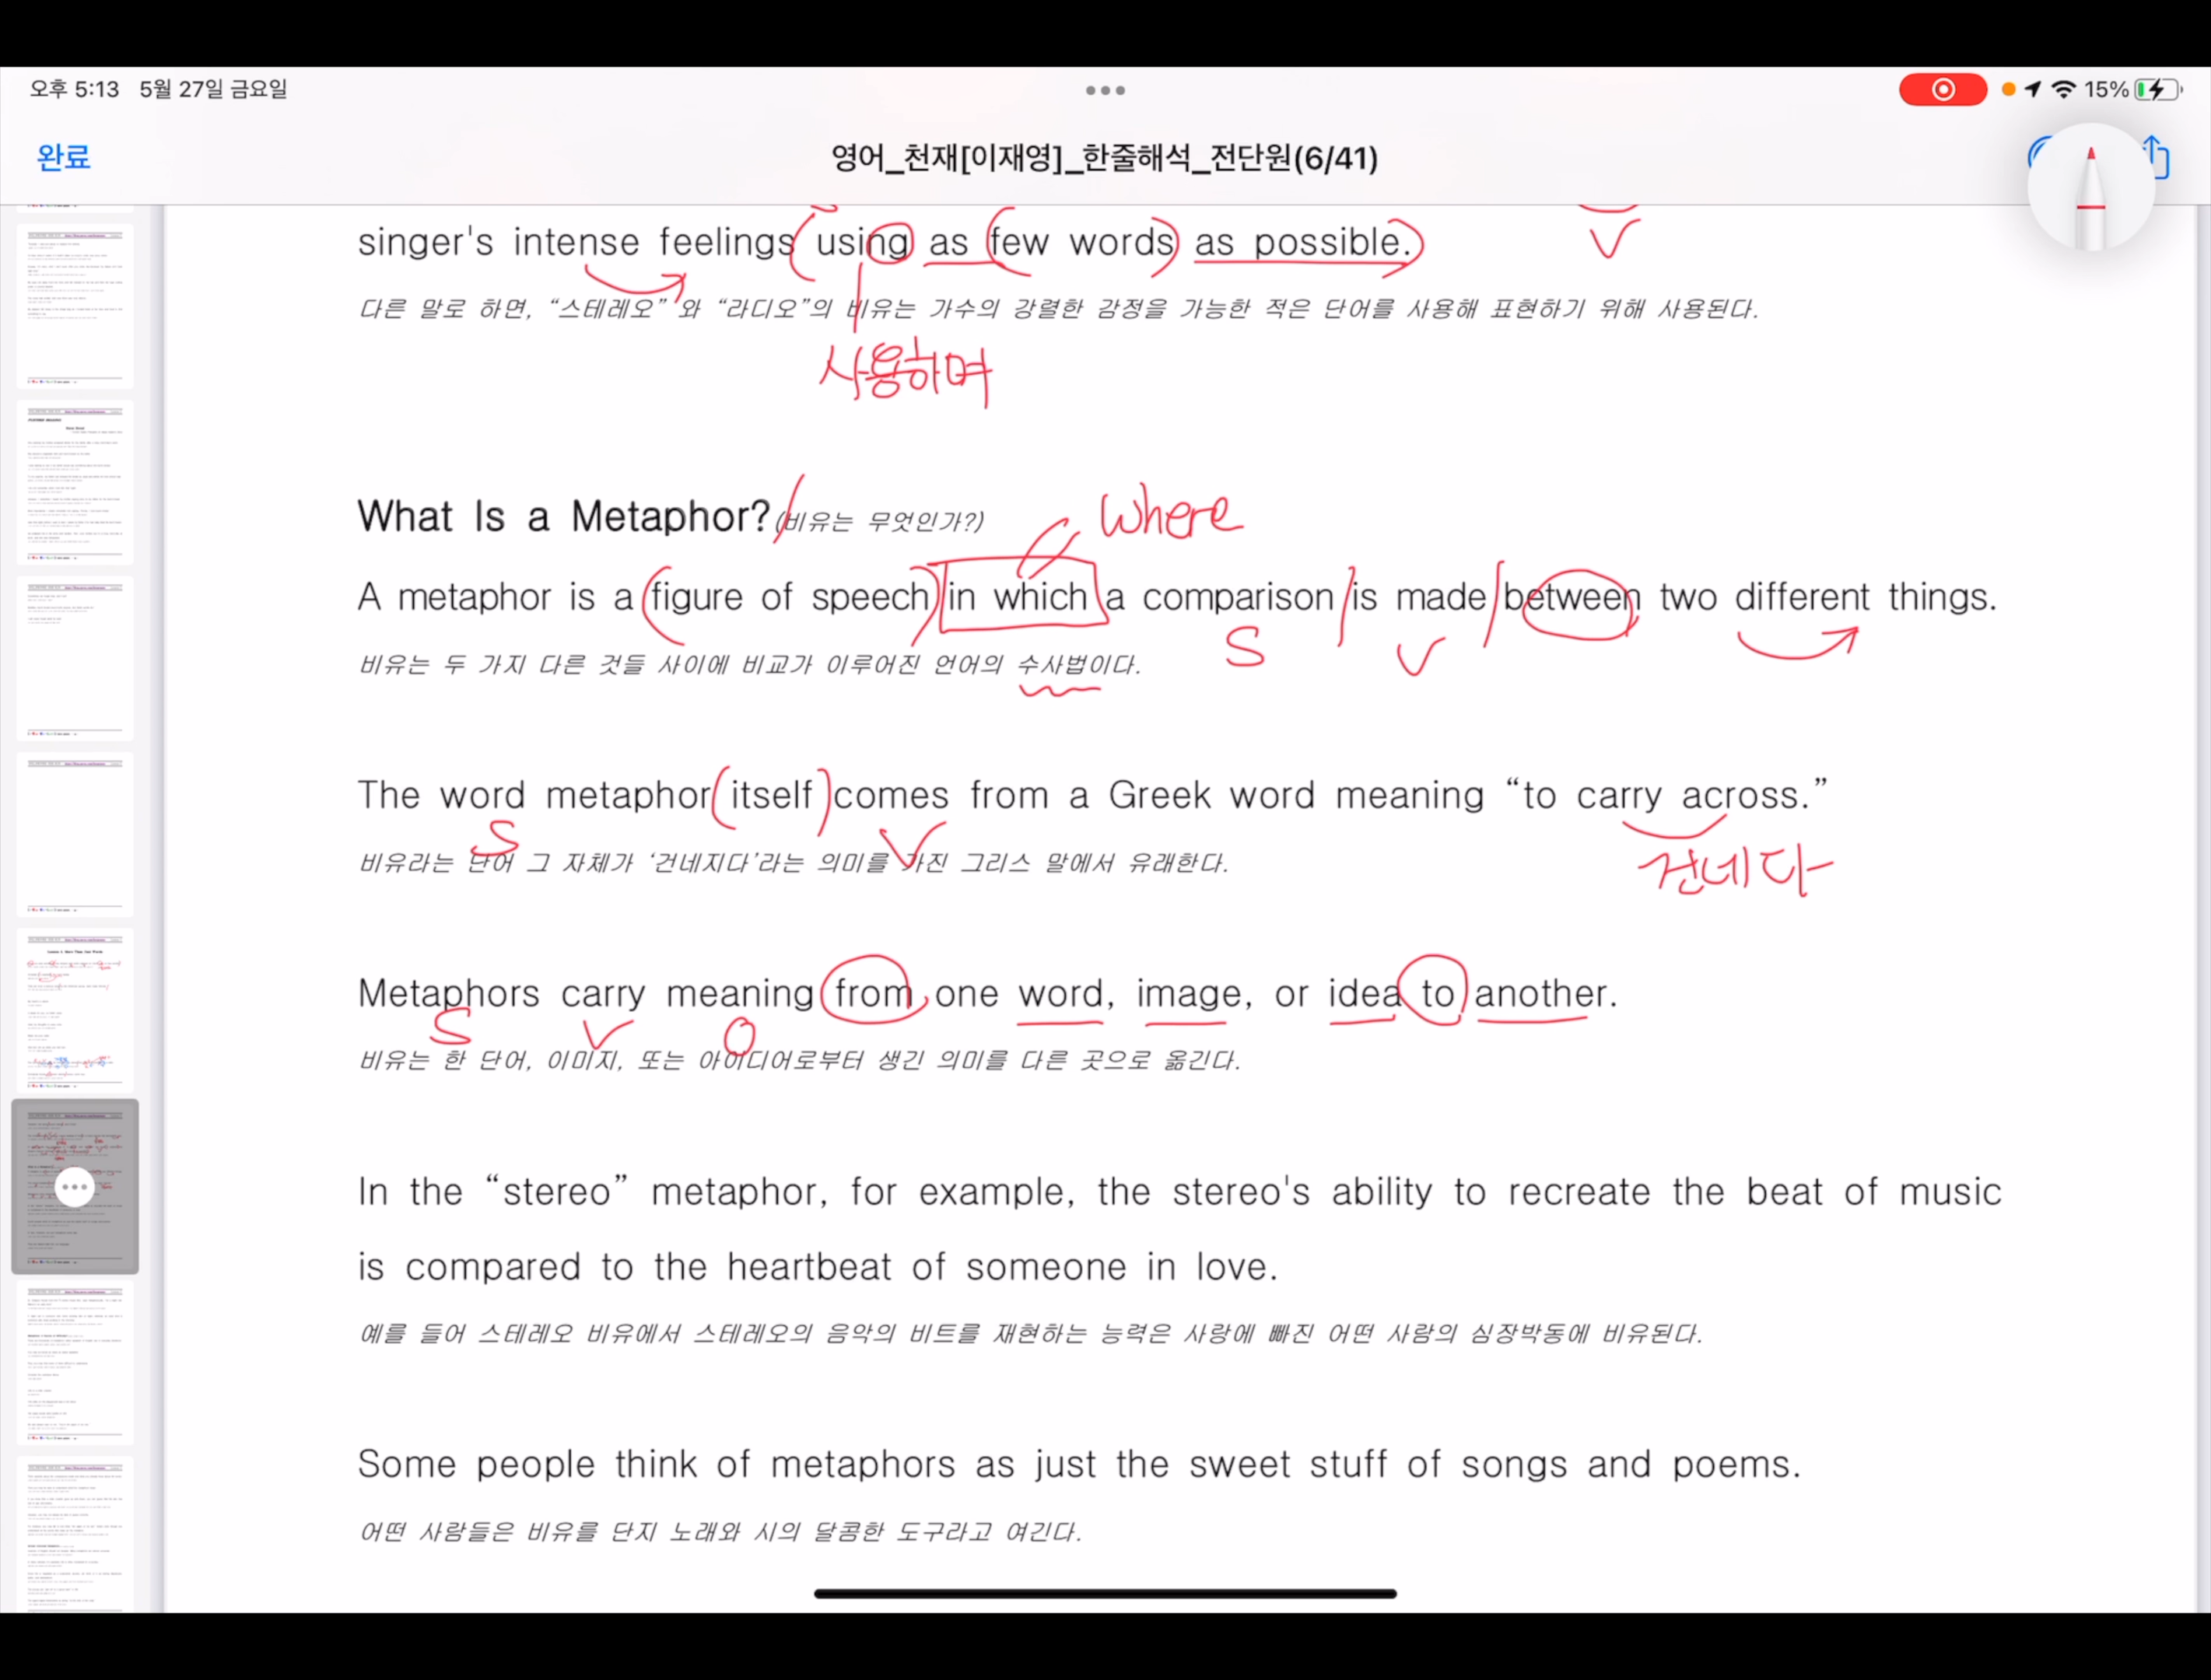 오후 5:13 5월 27일 금요일
15%
완료
영어_천재[이재영]_한줄해석_전단원(6/41)
singer's intense feelings using as few words as possible.
V
다른 말로 하면, “스테레오” 와 “라디오”의 비유는 가수의 강렬한 감정을 가능한 적은 단어를 사용해 표현하기 위해 사용된다.
사용하며
Where
What Is a Metaphor?(비유는 무엇인가?)
A metaphor is a figure of speech in which a comparison is made between two different things.
S V
비유는 두 가지 다른 것들 사이에 비교가 이루어진 언어의 수사법이다.
The word metaphor itself comes from a Greek word meaning “to carry across.”
S V
비유라는 단어 그 자체가 ‘건네지다’라는 의미를 가진 그리스 말에서 유래한다.
건네다
Metaphors carry meaning from one word, image, or idea to another.
S V O
비유는 한 단어, 이미지, 또는 아이디어로부터 생긴 의미를 다른 곳으로 옮긴다.
In the “stereo” metaphor, for example, the stereo's ability to recreate the beat of music
is compared to the heartbeat of someone in love.
예를 들어 스테레오 비유에서 스테레오의 음악의 비트를 재현하는 능력은 사랑에 빠진 어떤 사람의 심장박동에 비유된다.
Some people think of metaphors as just the sweet stuff of songs and poems.
어떤 사람들은 비유를 단지 노래와 시의 달콤한 도구라고 여긴다.